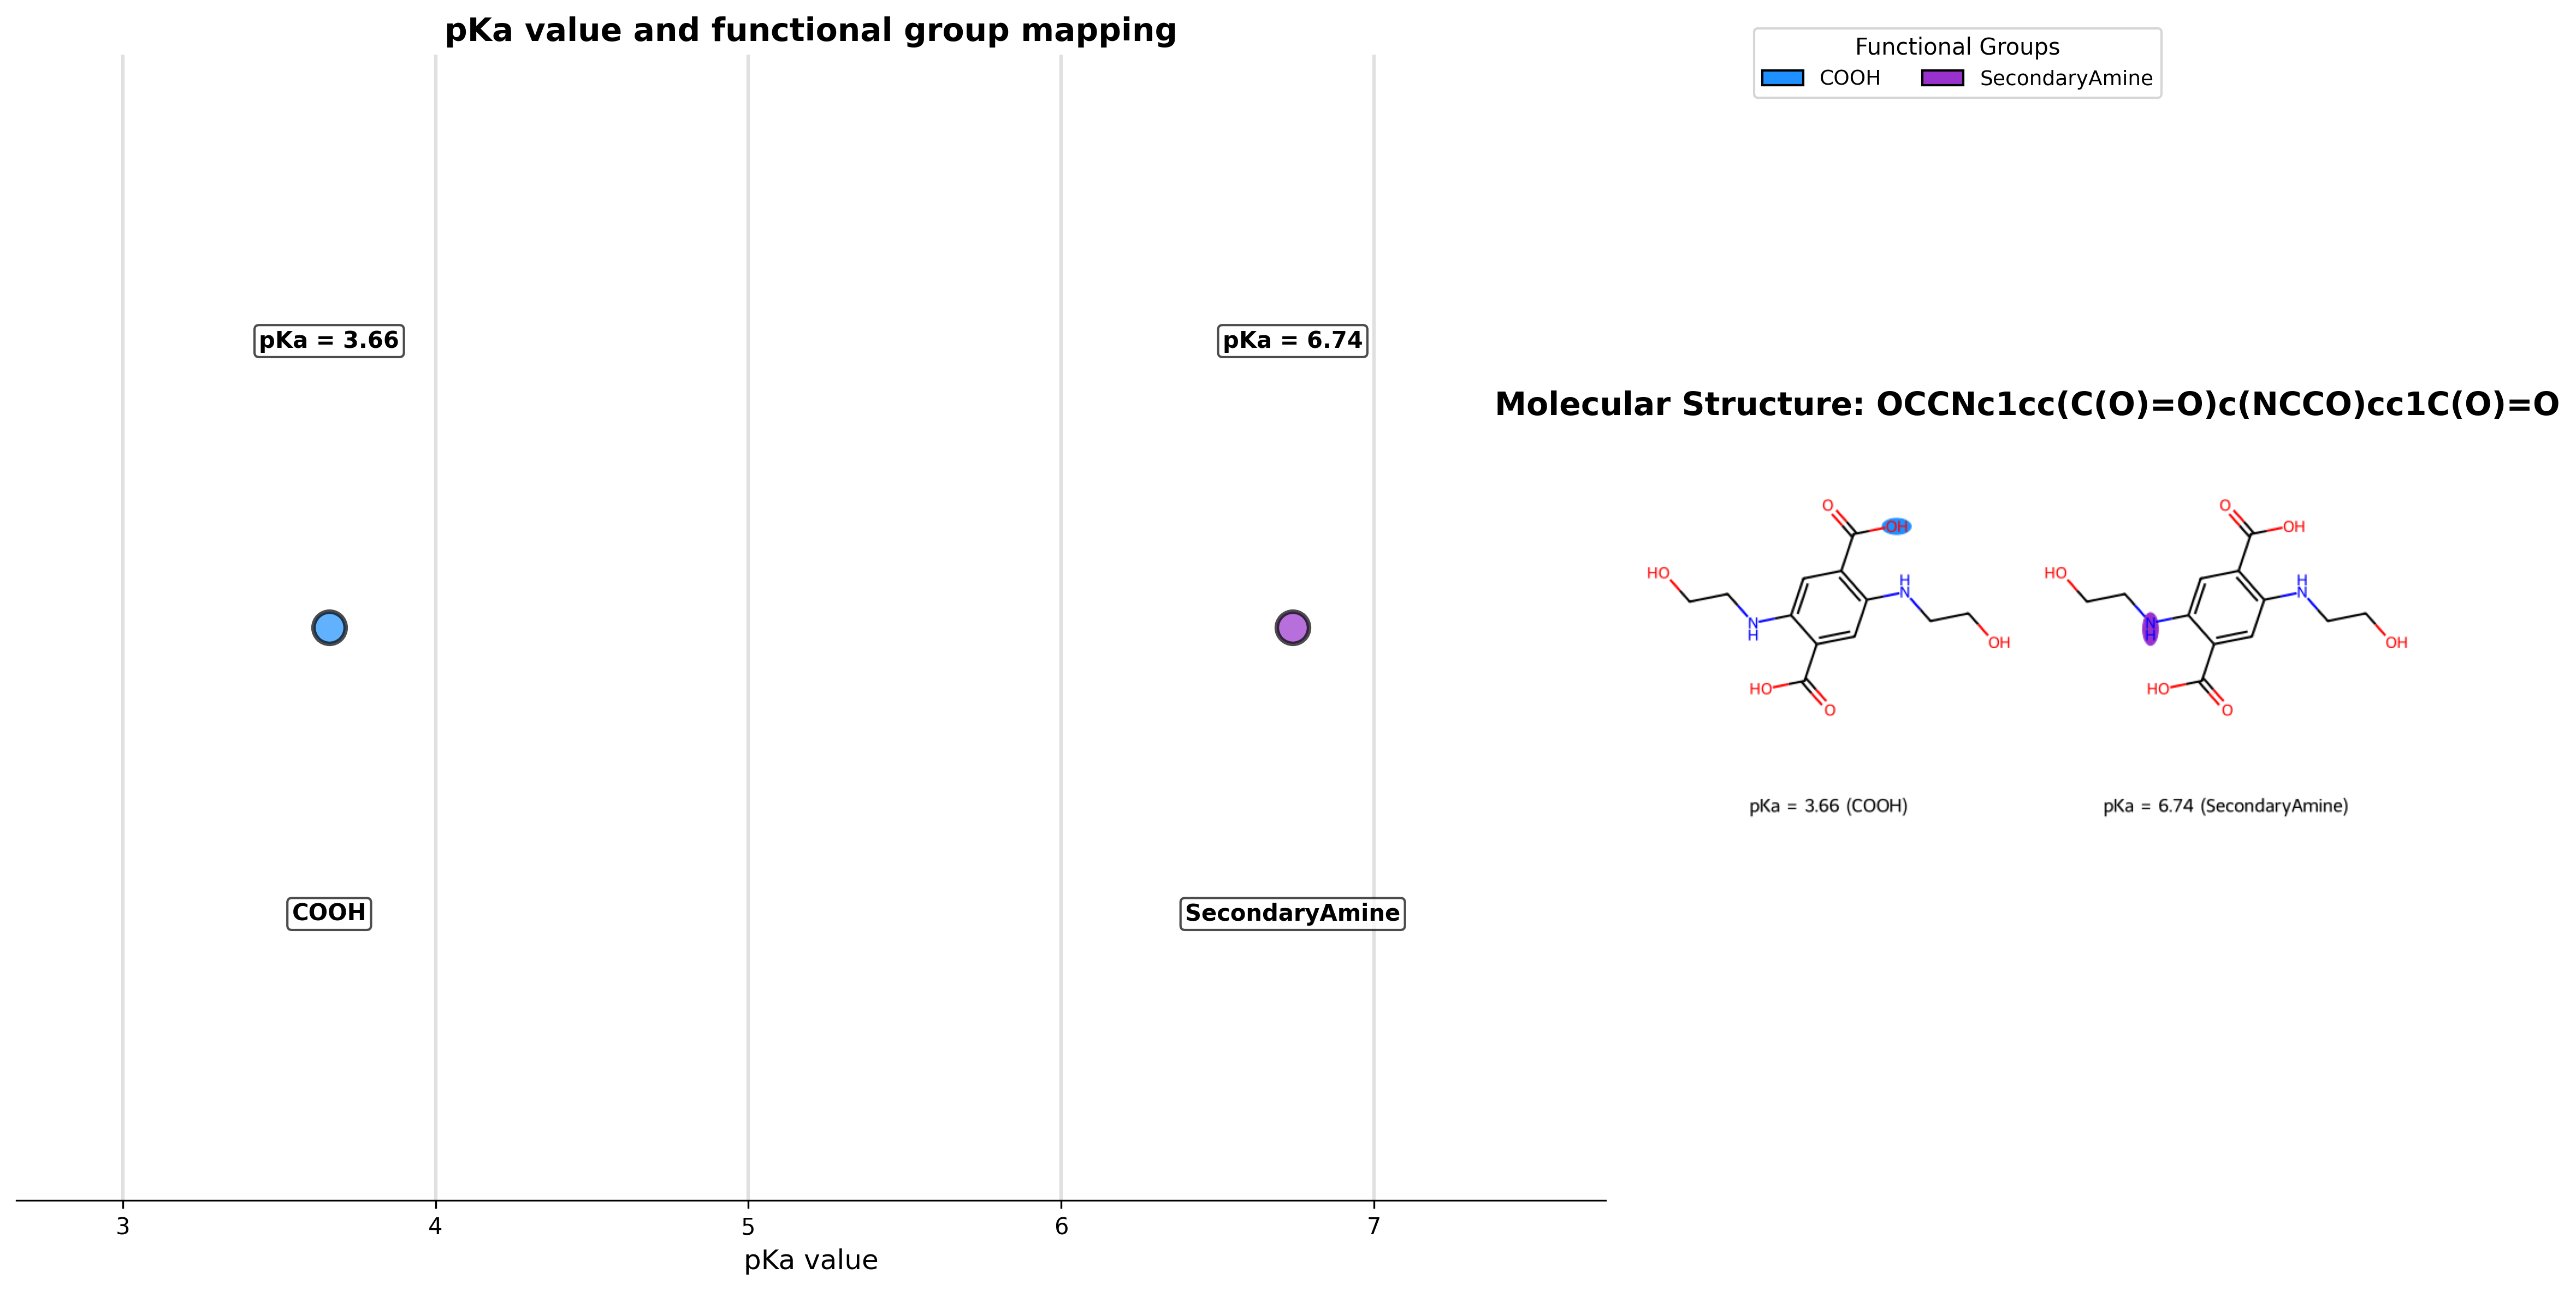 pKa value and functional group mapping
pKa = 3.66
pKa = 6.74
COOH
SecondaryAmine
3
4
5
6
7
pKa value
Functional Groups
COOH
SecondaryAmine
Molecular Structure: OCCNc1cc(C(O)=O)c(NCCO)cc1C(O)=O
O
OH
HO
H
N
N
H
OH
HO
O
pKa = 3.66 (COOH)
O
OH
HO
H
N
N
H
OH
HO
O
pKa = 6.74 (SecondaryAmine)